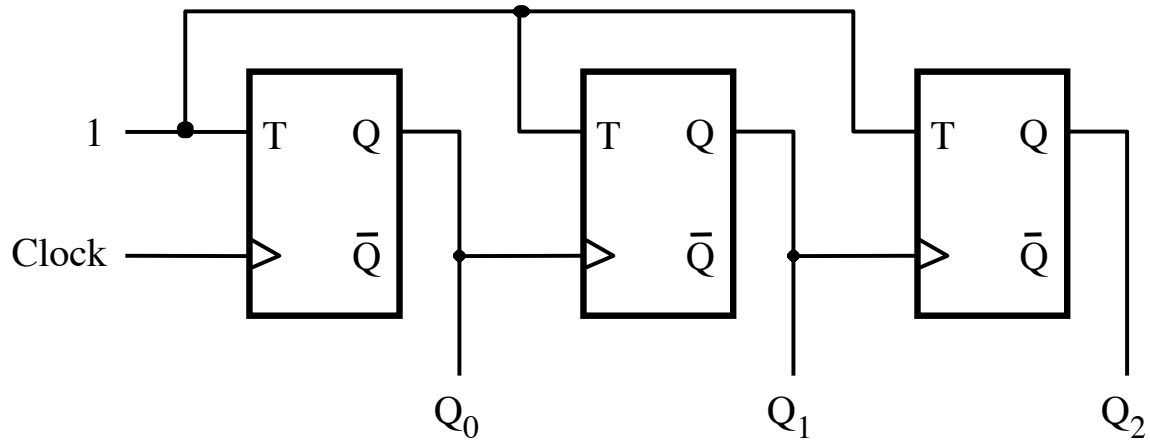 1 T Q T Q T Q
Clock Q̄ Q̄ Q̄
Q₀ Q₁ Q₂